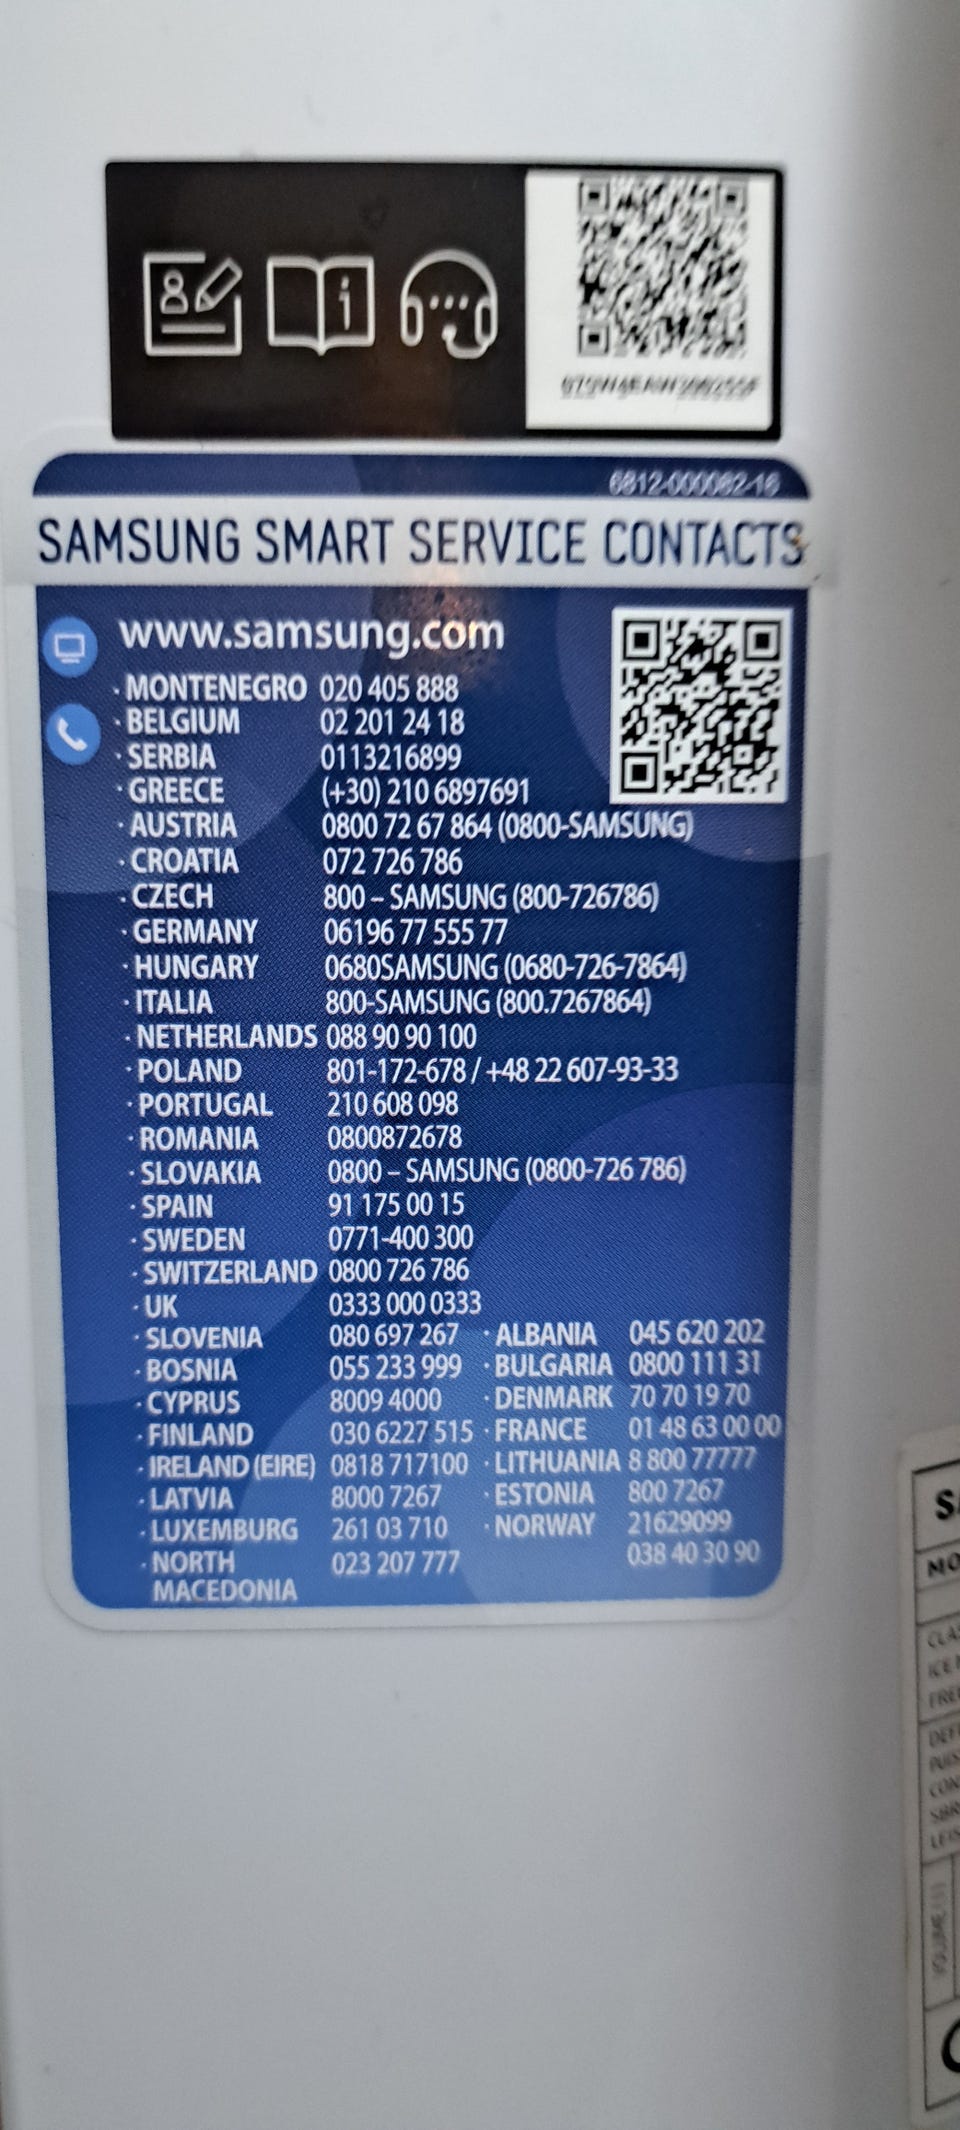 6812-000082-16
SAMSUNG SMART SERVICE CONTACTS
www.samsung.com
· MONTENEGRO 020 405 888
· BELGIUM 02 201 24 18
· SERBIA 0113216899
· GREECE (+30) 210 6897691
· AUSTRIA 0800 72 67 864 (0800-SAMSUNG)
· CROATIA 072 726 786
· CZECH 800 – SAMSUNG (800-726786)
· GERMANY 06196 77 555 77
· HUNGARY 0680SAMSUNG (0680-726-7864)
· ITALIA 800-SAMSUNG (800.7267864)
· NETHERLANDS 088 90 90 100
· POLAND 801-172-678 / +48 22 607-93-33
· PORTUGAL 210 608 098
· ROMANIA 0800872678
· SLOVAKIA 0800 – SAMSUNG (0800-726 786)
· SPAIN 91 175 00 15
· SWEDEN 0771-400 300
· SWITZERLAND 0800 726 786
· UK 0333 000 0333
· SLOVENIA 080 697 267 · ALBANIA 045 620 202
· BOSNIA 055 233 999 · BULGARIA 0800 111 31
· CYPRUS 8009 4000 · DENMARK 70 70 19 70
· FINLAND 030 6227 515 · FRANCE 01 48 63 00 00
· IRELAND (EIRE) 0818 717100 · LITHUANIA 8 800 77777
· LATVIA 8000 7267 · ESTONIA 800 7267
· LUXEMBURG 261 03 710 · NORWAY 21629099
· NORTH 023 207 777 038 40 30 90
MACEDONIA